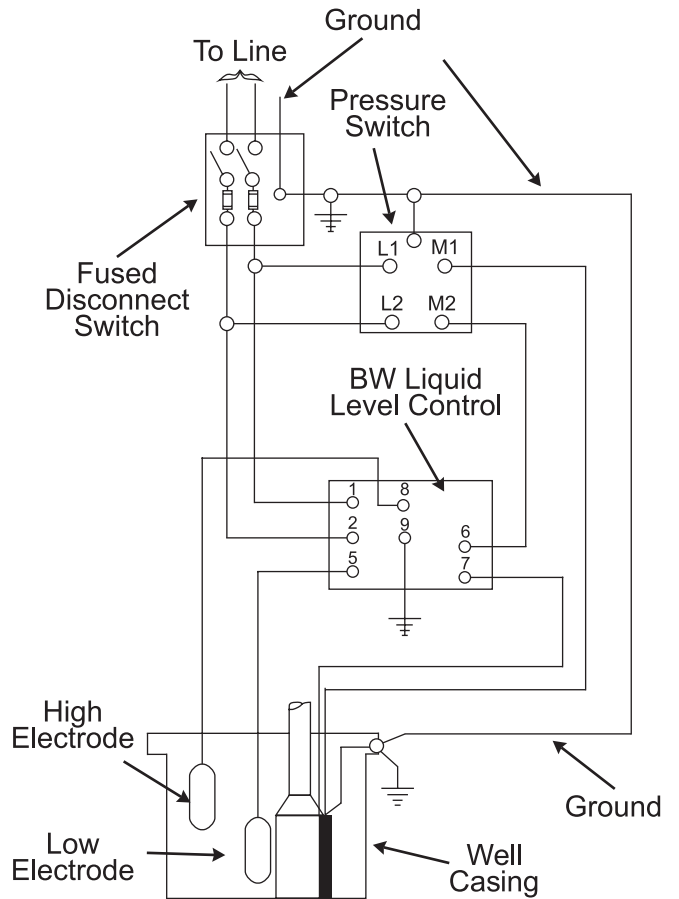 Ground
To Line
Pressure
Switch
L1
M1
L2
M2
Fused
Disconnect
Switch
BW Liquid
Level Control
1
8
2
9
6
5
7
High
Electrode
Low
Electrode
Ground
Well
Casing